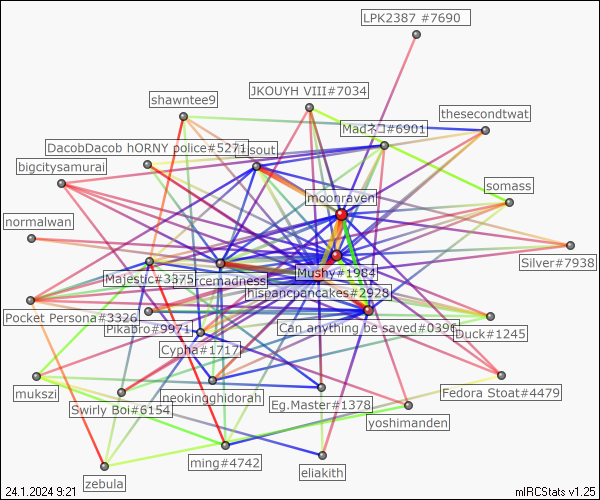 LPK2387 #7690
JKOUYH VIII#7034
shawntee9
thesecondtwat
Madネコ#6901
DacobDacob hORNY police#5271
sout
bigcitysamurai
moonraven
somass
normalwan
Silver#7938
Mushy#1984
Majestic#3375
rcemadness
hispancpancakes#2928
Pocket Persona#3326
Pikabro#9971
Can anything be saved#0396
Duck#1245
Cypha#1717
mukszi
Swirly Boi#6154
neokingghidorah
Eg.Master#1378
Fedora Stoat#4479
yoshimanden
ming#4742
eliakith
zebula
24.1.2024 9:21
mIRCStats v1.25